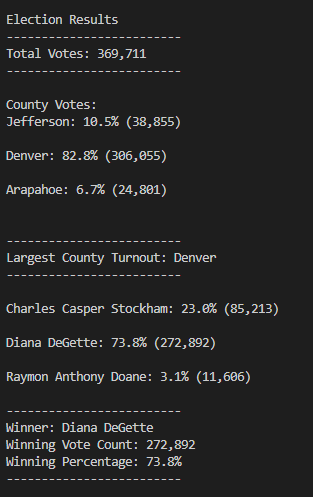 Election Results
-------------------------
Total Votes: 369,711
-------------------------
County Votes:
Jefferson: 10.5% (38,855)
Denver: 82.8% (306,055)
Arapahoe: 6.7% (24,801)
-------------------------
Largest County Turnout: Denver
-------------------------
Charles Casper Stockham: 23.0% (85,213)
Diana DeGette: 73.8% (272,892)
Raymon Anthony Doane: 3.1% (11,606)
-------------------------
Winner: Diana DeGette
Winning Vote Count: 272,892
Winning Percentage: 73.8%
-------------------------